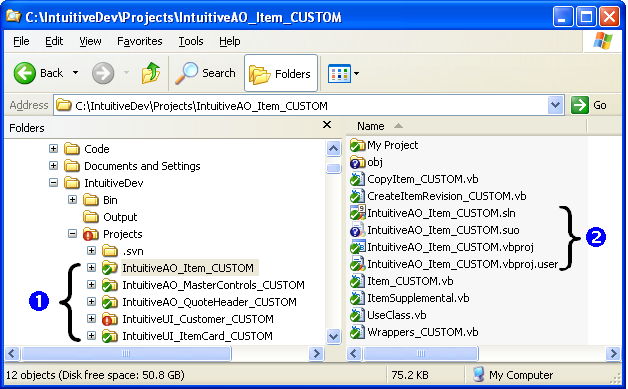 C:\IntuitiveDev\Projects\IntuitiveAO_Item_CUSTOM
File Edit View Favorites Tools Help
Back Search Folders
Address C:\IntuitiveDev\Projects\IntuitiveAO_Item_CUSTOM Go
Folders
Code
Documents and Settings
IntuitiveDev
Bin
Output
Projects
.svn
IntuitiveAO_Item_CUSTOM
IntuitiveAO_MasterControls_CUSTOM
IntuitiveAO_QuoteHeader_CUSTOM
IntuitiveUI_Customer_CUSTOM
IntuitiveUI_ItemCard_CUSTOM
1
Name
My Project
obj
CopyItem_CUSTOM.vb
CreateItemRevision_CUSTOM.vb
IntuitiveAO_Item_CUSTOM.sln
IntuitiveAO_Item_CUSTOM.suo
IntuitiveAO_Item_CUSTOM.vbproj
IntuitiveAO_Item_CUSTOM.vbproj.user
Item_CUSTOM.vb
ItemSupplemental.vb
UseClass.vb
Wrappers_CUSTOM.vb
2
12 objects (Disk free space: 50.8 GB) 75.2 KB My Computer